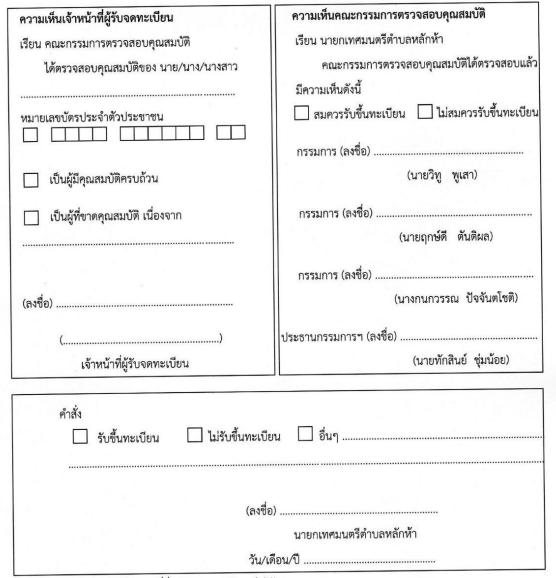 ความเห็นเจ้าหน้าที่ผู้รับจดทะเบียน
เรียน คณะกรรมการตรวจสอบคุณสมบัติ
ได้ตรวจสอบคุณสมบัติของ นาย/นาง/นางสาว
หมายเลขบัตรประจำตัวประชาชน
เป็นผู้มีคุณสมบัติครบถ้วน
เป็นผู้ที่ขาดคุณสมบัติ เนื่องจาก
(ลงชื่อ) ............................................
(............................................)
เจ้าหน้าที่ผู้รับจดทะเบียน
ความเห็นคณะกรรมการตรวจสอบคุณสมบัติ
เรียน นายกเทศมนตรีตำบลหลักห้า
คณะกรรมการตรวจสอบคุณสมบัติได้ตรวจสอบแล้ว
มีความเห็นดังนี้
สมควรรับขึ้นทะเบียน ไม่สมควรรับขึ้นทะเบียน
กรรมการ (ลงชื่อ) ............................................
(นายวิทู พูเสา)
กรรมการ (ลงชื่อ) ............................................
(นายฤกษ์ดี ตันติผล)
กรรมการ (ลงชื่อ) ............................................
(นางกนกวรรณ ปัจจันตโชติ)
ประธานกรรมการฯ (ลงชื่อ) ............................................
(นายทักสินย์ ชุ่มน้อย)
คำสั่ง
รับขึ้นทะเบียน ไม่รับขึ้นทะเบียน อื่นๆ ............................................
(ลงชื่อ) ............................................
นายกเทศมนตรีตำบลหลักห้า
วัน/เดือน/ปี ............................................